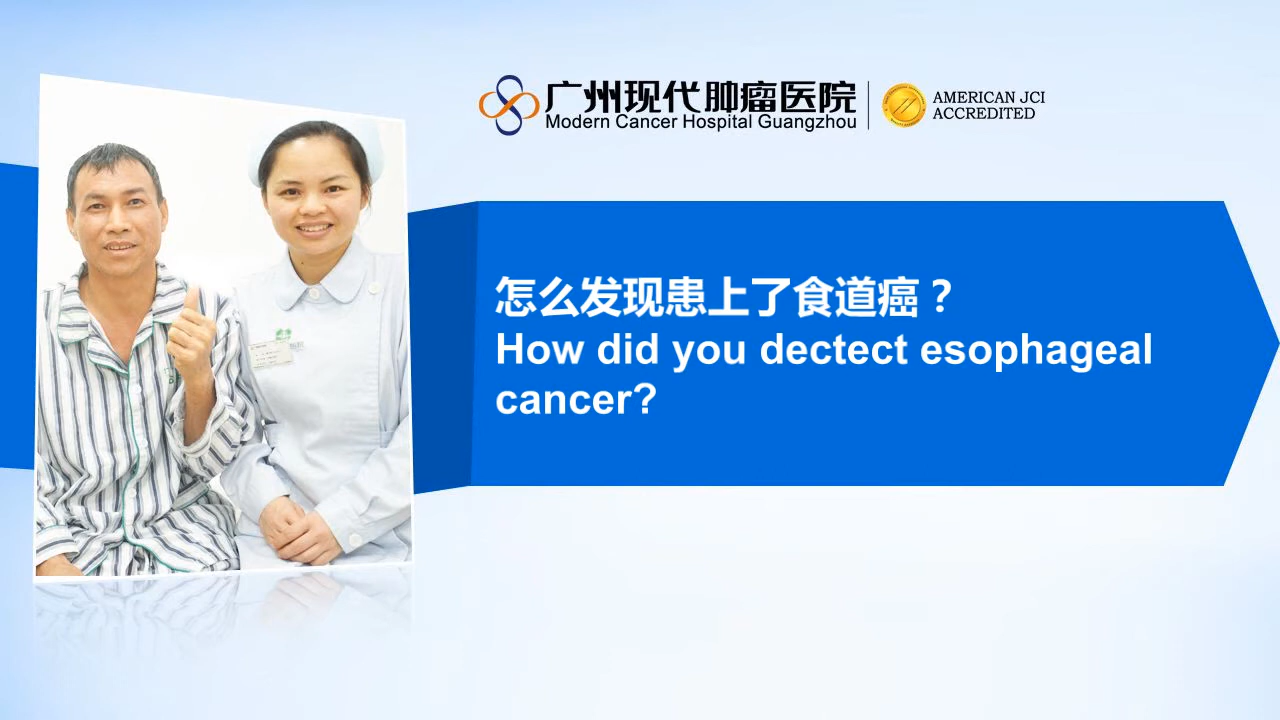 广州现代肿瘤医院
Modern Cancer Hospital Guangzhou
AMERICAN JCI
ACCREDITED
怎么发现患上了食道癌？
How did you dectect esophageal
cancer?